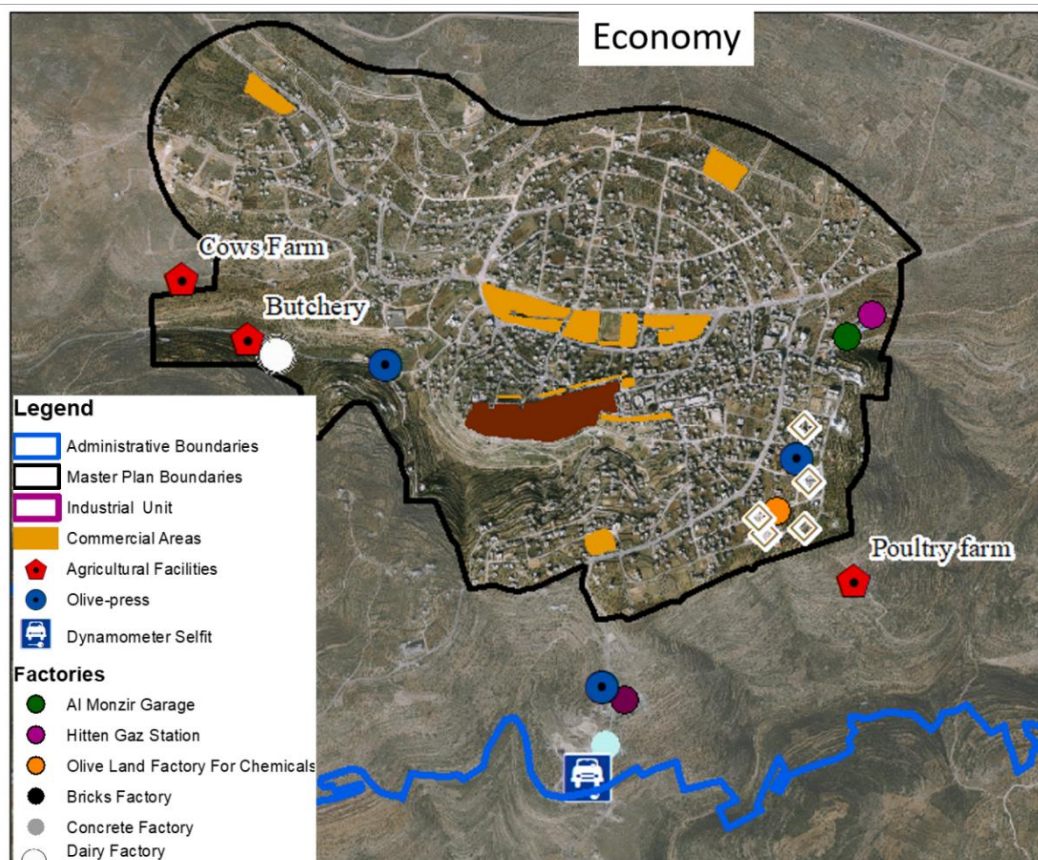 Economy
Cows Farm
Butchery
Poultry farm
Legend
Administrative Boundaries
Master Plan Boundaries
Industrial Unit
Commercial Areas
Agricultural Facilities
Olive-press
Dynamometer Selfit
Factories
Al Monzir Garage
Hitten Gaz Station
Olive Land Factory For Chemicals
Bricks Factory
Concrete Factory
Dairy Factory